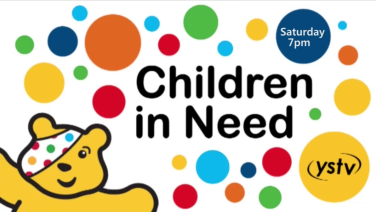 Saturday
7pm
Children
in Need
ystv